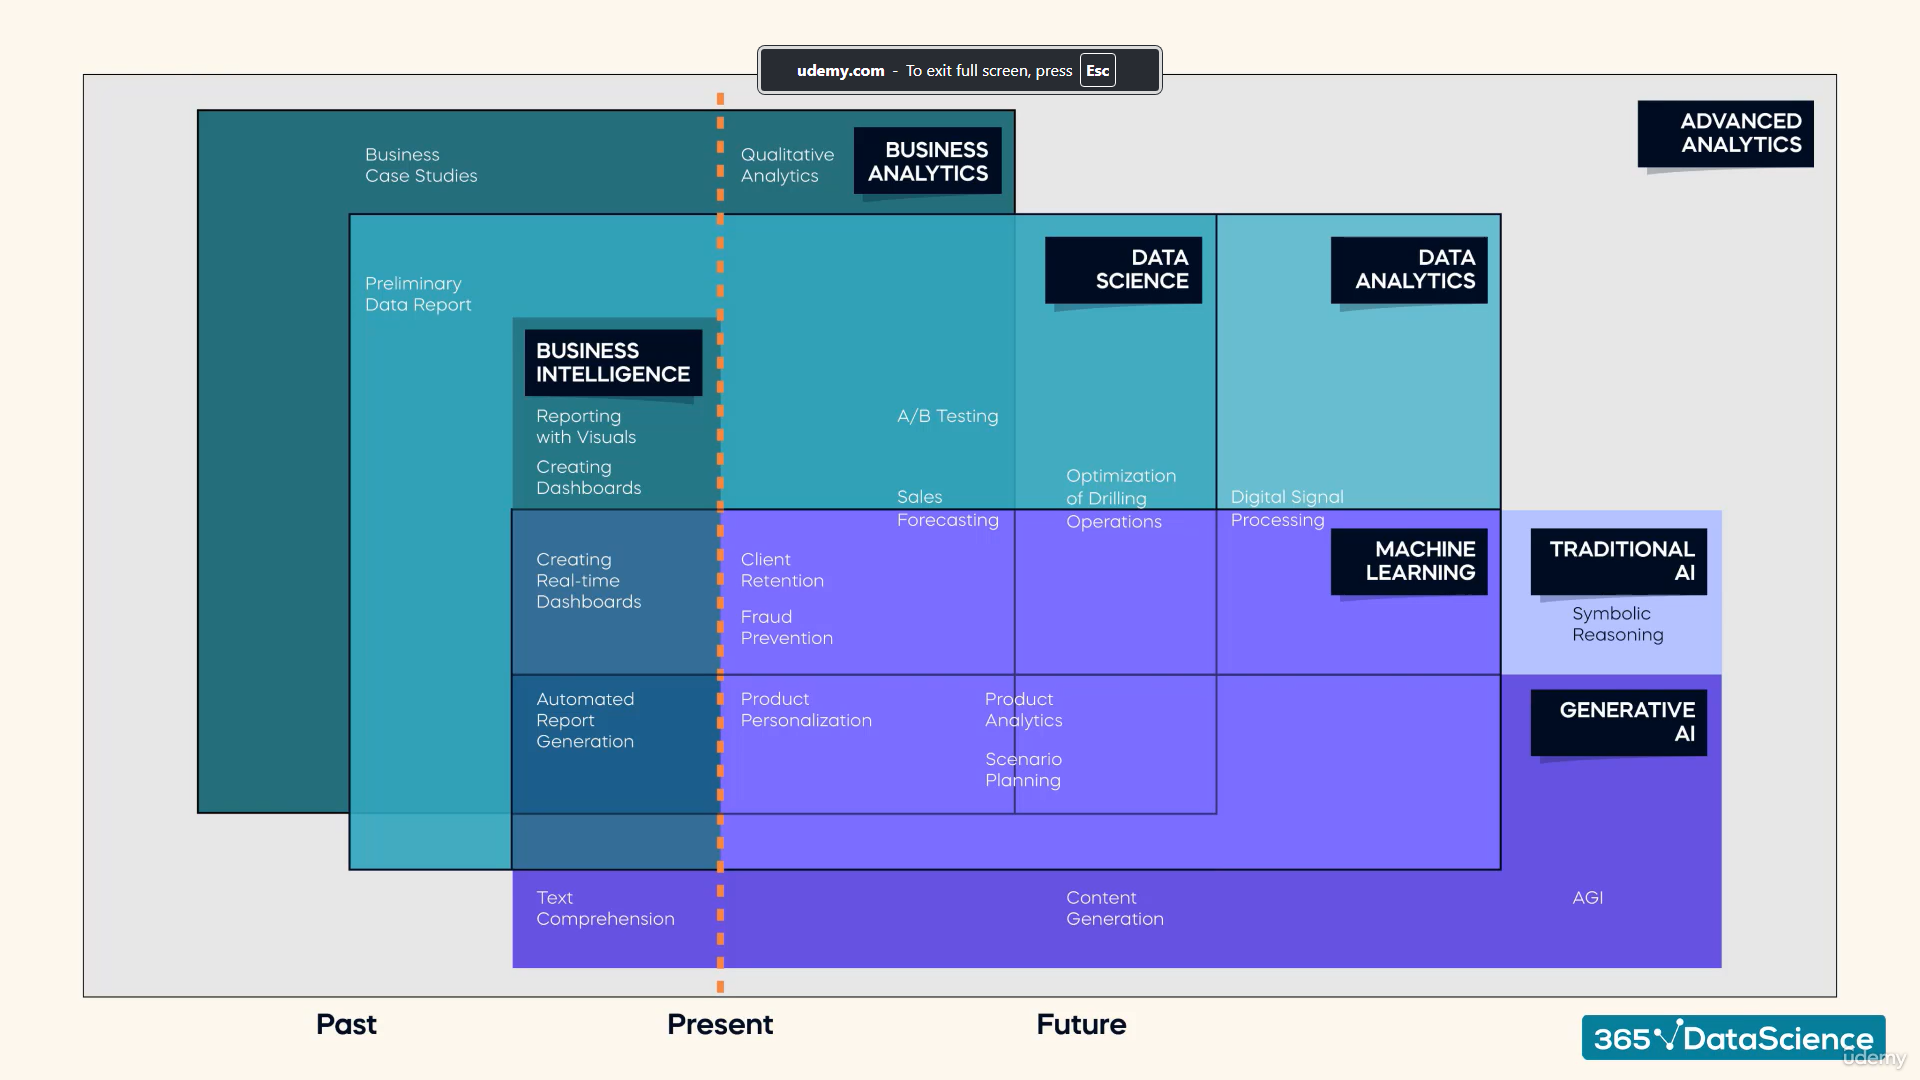 udemy.com - To exit full screen, press Esc
ADVANCED
ANALYTICS
Business
Case Studies
Qualitative
Analytics
BUSINESS
ANALYTICS
Preliminary
Data Report
DATA
SCIENCE
DATA
ANALYTICS
BUSINESS
INTELLIGENCE
Reporting
with Visuals
Creating
Dashboards
A/B Testing
Sales
Forecasting
Optimization
of Drilling
Operations
Digital Signal
Processing
Creating
Real-time
Dashboards
Client
Retention
Fraud
Prevention
MACHINE
LEARNING
TRADITIONAL
AI
Symbolic
Reasoning
Automated
Report
Generation
Product
Personalization
Product
Analytics
Scenario
Planning
GENERATIVE
AI
Text
Comprehension
Content
Generation
AGI
Past
Present
Future
365 DataScience
udemy